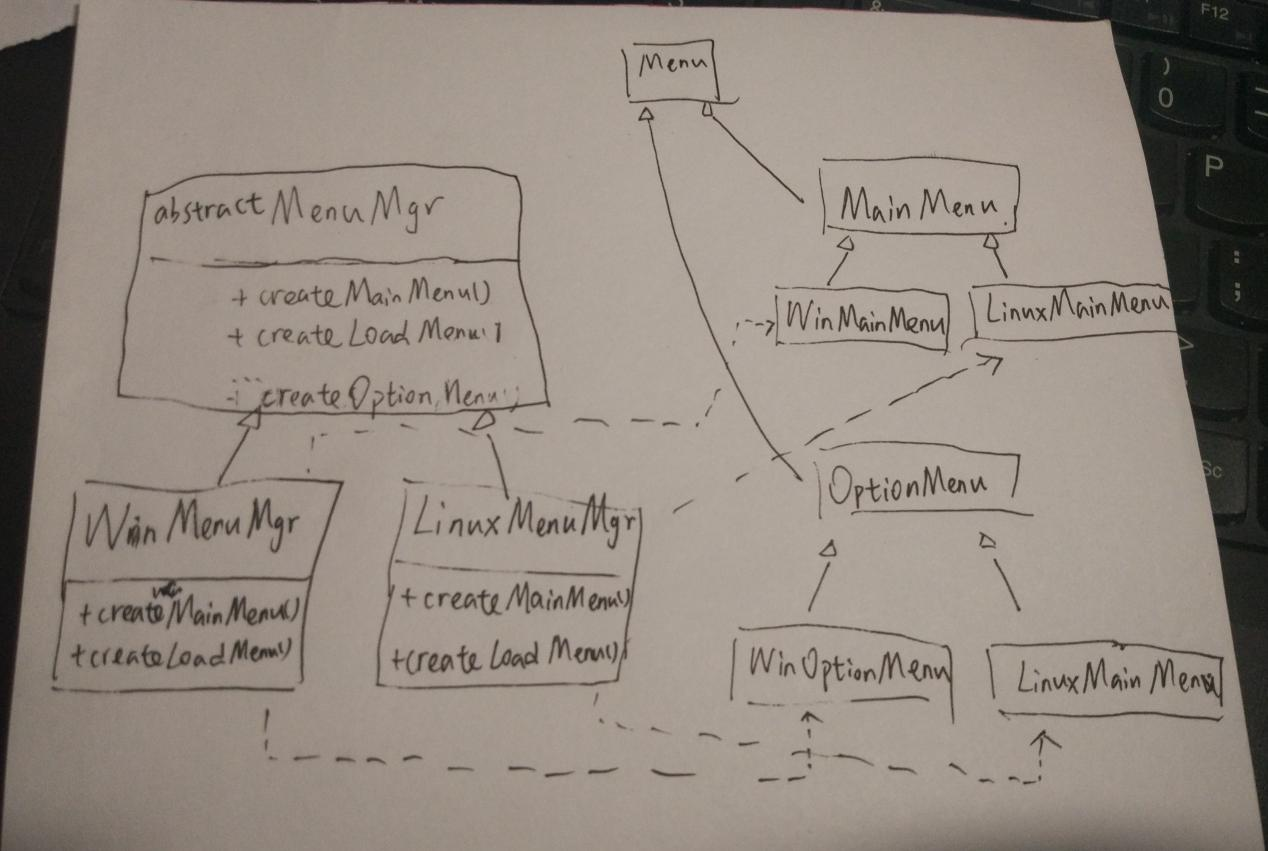 F12
Menu
)
0
P
abstract MenuMgr
MainMenu
:
;
+ createMainMenu()
WinMainMenu
LinuxMainMenu
+ createLoadMenu()
createOptionMenu()
OptionMenu
WinMenuMgr
LinuxMenuMgr
+createMainMenu()
+createLoadMenu()
+createMainMenu()
+createLoadMenu()
WinOptionMenu
LinuxMainMenu